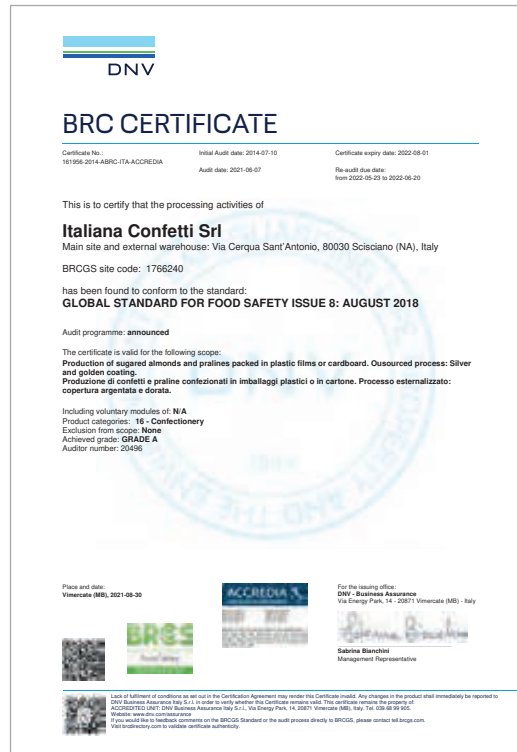 DNV
BRC CERTIFICATE
Certificate No.:
161956-2014-ABRC-ITA-ACCREDIA
Initial Audit date: 2014-07-10
Audit date: 2021-06-07
Certificate expiry date: 2022-08-01
Re-audit due date:
from 2022-05-23 to 2022-06-20
This is to certify that the processing activities of
Italiana Confetti Srl
Main site and external warehouse: Via Cerqua Sant'Antonio, 80030 Scisciano (NA), Italy
BRCGS site code: 1766240
has been found to conform to the standard:
GLOBAL STANDARD FOR FOOD SAFETY ISSUE 8: AUGUST 2018
Audit programme: announced
The certificate is valid for the following scope:
Production of sugared almonds and pralines packed in plastic films or cardboard. Ousourced process: Silver
and golden coating.
Produzione di confetti e praline confezionati in imballaggi plastici o in cartone. Processo esternalizzato:
copertura argentata e dorata.
Including voluntary modules of: N/A
Product categories: 16 - Confectionery
Exclusion from scope: None
Achieved grade: GRADE A
Auditor number: 20496
Place and date:
Vimercate (MB), 2021-08-30
ACCREDIA
BRCS
For the issuing office:
DNV - Business Assurance
Via Energy Park, 14 - 20871 Vimercate (MB) - Italy
Sabrina Bianchini
Management Representative
Lack of fulfilment of conditions as set out in the Certification Agreement may render this Certificate invalid. Any changes in the product shall immediately be reported to
DNV Business Assurance Italy S.r.l. in order to verify whether this Certificate remains valid. This certificate remains the property of:
ACCREDITED UNIT: DNV Business Assurance Italy S.r.l., Via Energy Park, 14, 20871 Vimercate (MB), Italy. Tel. 039.68 99 905.
Website: www.dnv.com/assurance
If you would like to feedback comments on the BRCGS Standard or the audit process directly to BRCGS, please contact tell.brcgs.com.
Visit brcdirectory.com to validate certificate authenticity.